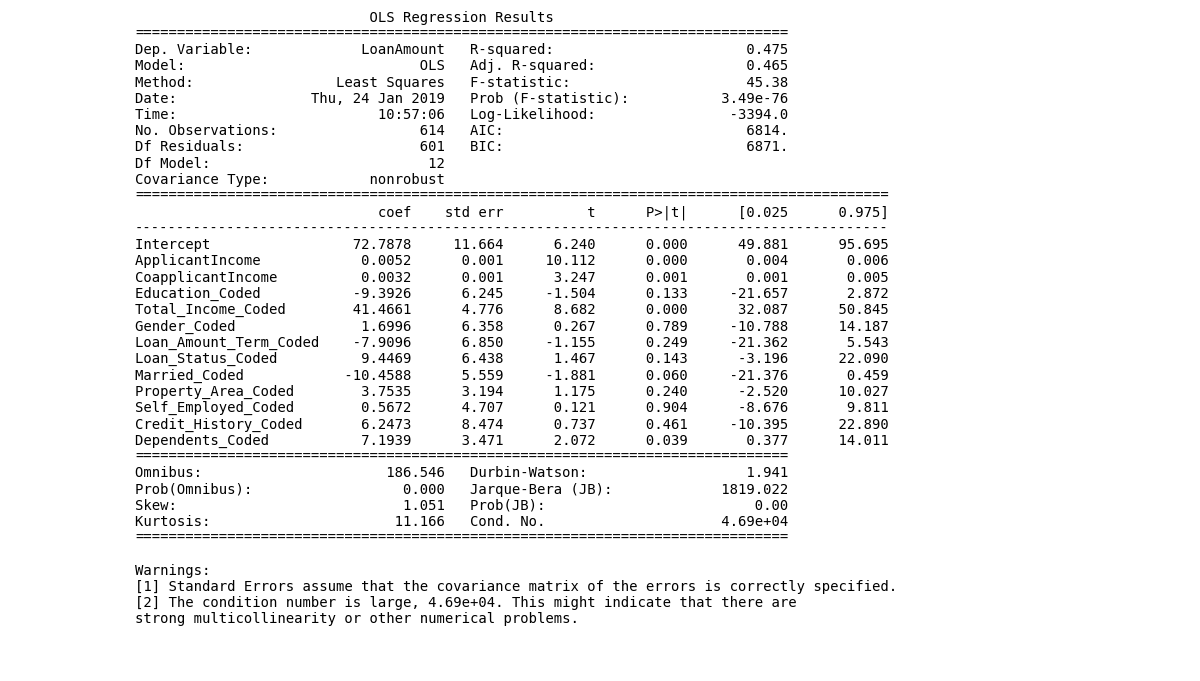 OLS Regression Results
==============================================================================
Dep. Variable:             LoanAmount   R-squared:                       0.475
Model:                            OLS   Adj. R-squared:                  0.465
Method:                 Least Squares   F-statistic:                     45.38
Date:                Thu, 24 Jan 2019   Prob (F-statistic):           3.49e-76
Time:                        10:57:06   Log-Likelihood:                -3394.0
No. Observations:                 614   AIC:                             6814.
Df Residuals:                     601   BIC:                             6871.
Df Model:                          12
Covariance Type:            nonrobust
==========================================================================================
                             coef    std err          t      P>|t|      [0.025      0.975]
------------------------------------------------------------------------------------------
Intercept                 72.7878     11.664      6.240      0.000      49.881      95.695
ApplicantIncome            0.0052      0.001     10.112      0.000       0.004       0.006
CoapplicantIncome          0.0032      0.001      3.247      0.001       0.001       0.005
Education_Coded           -9.3926      6.245     -1.504      0.133     -21.657       2.872
Total_Income_Coded        41.4661      4.776      8.682      0.000      32.087      50.845
Gender_Coded               1.6996      6.358      0.267      0.789     -10.788      14.187
Loan_Amount_Term_Coded    -7.9096      6.850     -1.155      0.249     -21.362       5.543
Loan_Status_Coded          9.4469      6.438      1.467      0.143      -3.196      22.090
Married_Coded            -10.4588      5.559     -1.881      0.060     -21.376       0.459
Property_Area_Coded        3.7535      3.194      1.175      0.240      -2.520      10.027
Self_Employed_Coded        0.5672      4.707      0.121      0.904      -8.676       9.811
Credit_History_Coded       6.2473      8.474      0.737      0.461     -10.395      22.890
Dependents_Coded           7.1939      3.471      2.072      0.039       0.377      14.011
==============================================================================
Omnibus:                      186.546   Durbin-Watson:                   1.941
Prob(Omnibus):                  0.000   Jarque-Bera (JB):             1819.022
Skew:                           1.051   Prob(JB):                         0.00
Kurtosis:                      11.166   Cond. No.                     4.69e+04
==============================================================================
Warnings:
[1] Standard Errors assume that the covariance matrix of the errors is correctly specified.
[2] The condition number is large, 4.69e+04. This might indicate that there are
strong multicollinearity or other numerical problems.